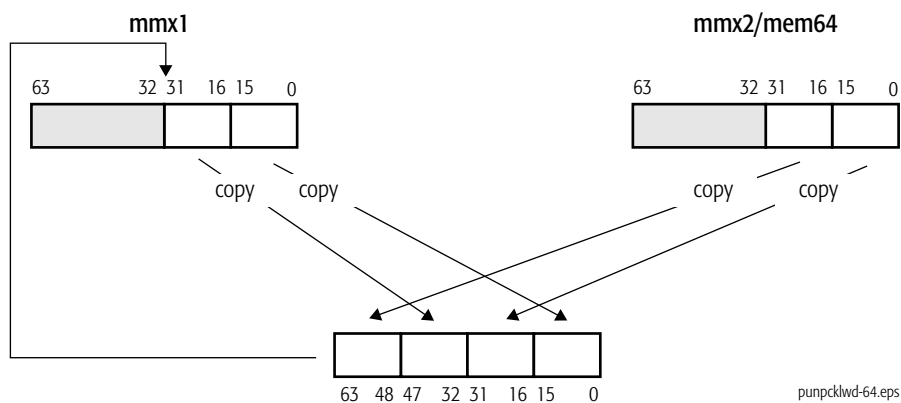 mmx1 mmx2/mem64
63 32 31 16 15 0 63 32 31 16 15 0
copy copy copy copy
63 48 47 32 31 16 15 0
punpcklwd-64.eps